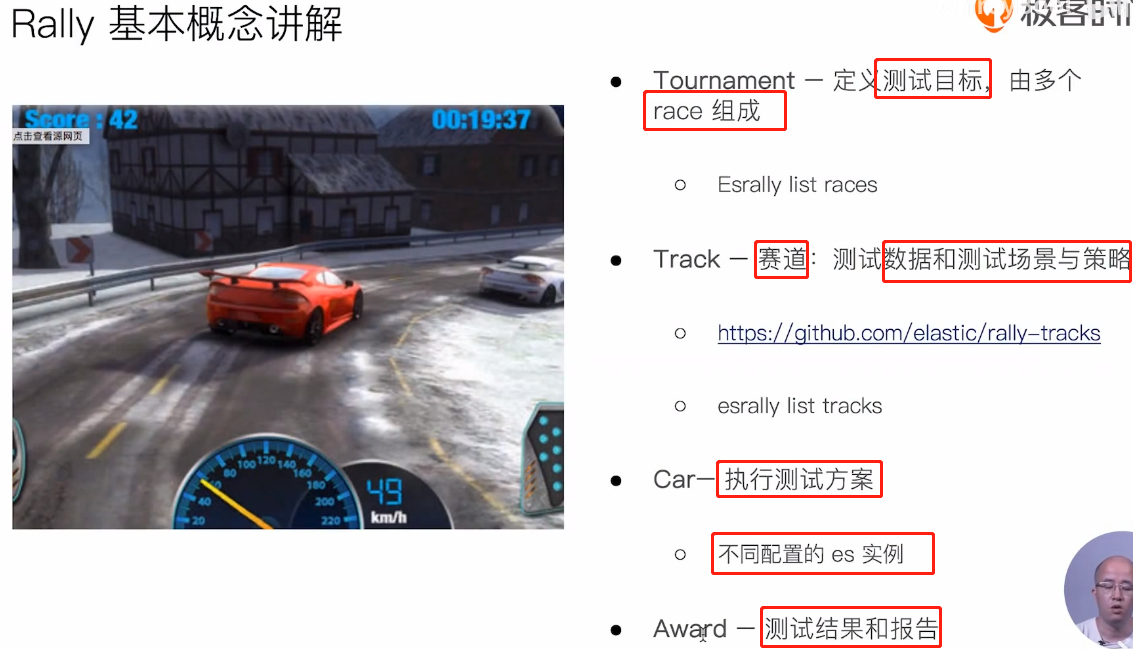 Rally 基本概念讲解
极客时间
Score : 42
00:19:37
点击查看源网页
20
40
60
80
100
120
140
160
180
200
220
49
km/h
Tournament — 定义测试目标，由多个
race 组成
Esrally list races
Track — 赛道：测试数据和测试场景与策略
https://github.com/elastic/rally-tracks
esrally list tracks
Car— 执行测试方案
不同配置的 es 实例
Award — 测试结果和报告